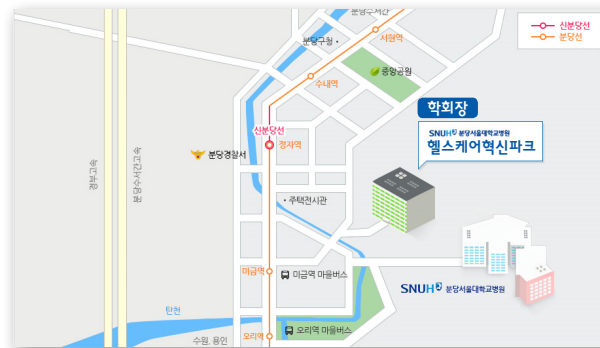 분당수서간
분당구청
서현역
신분당선
분당선
중앙공원
수내역
학회장
SNUH 분당서울대학교병원
헬스케어혁신파크
신분당선
정자역
분당경찰서
경부고속
분당수서간고속
주택전시관
미금역
미금역 마을버스
SNUH 분당서울대학교병원
탄천
수원, 용인
오리역
오리역 마을버스